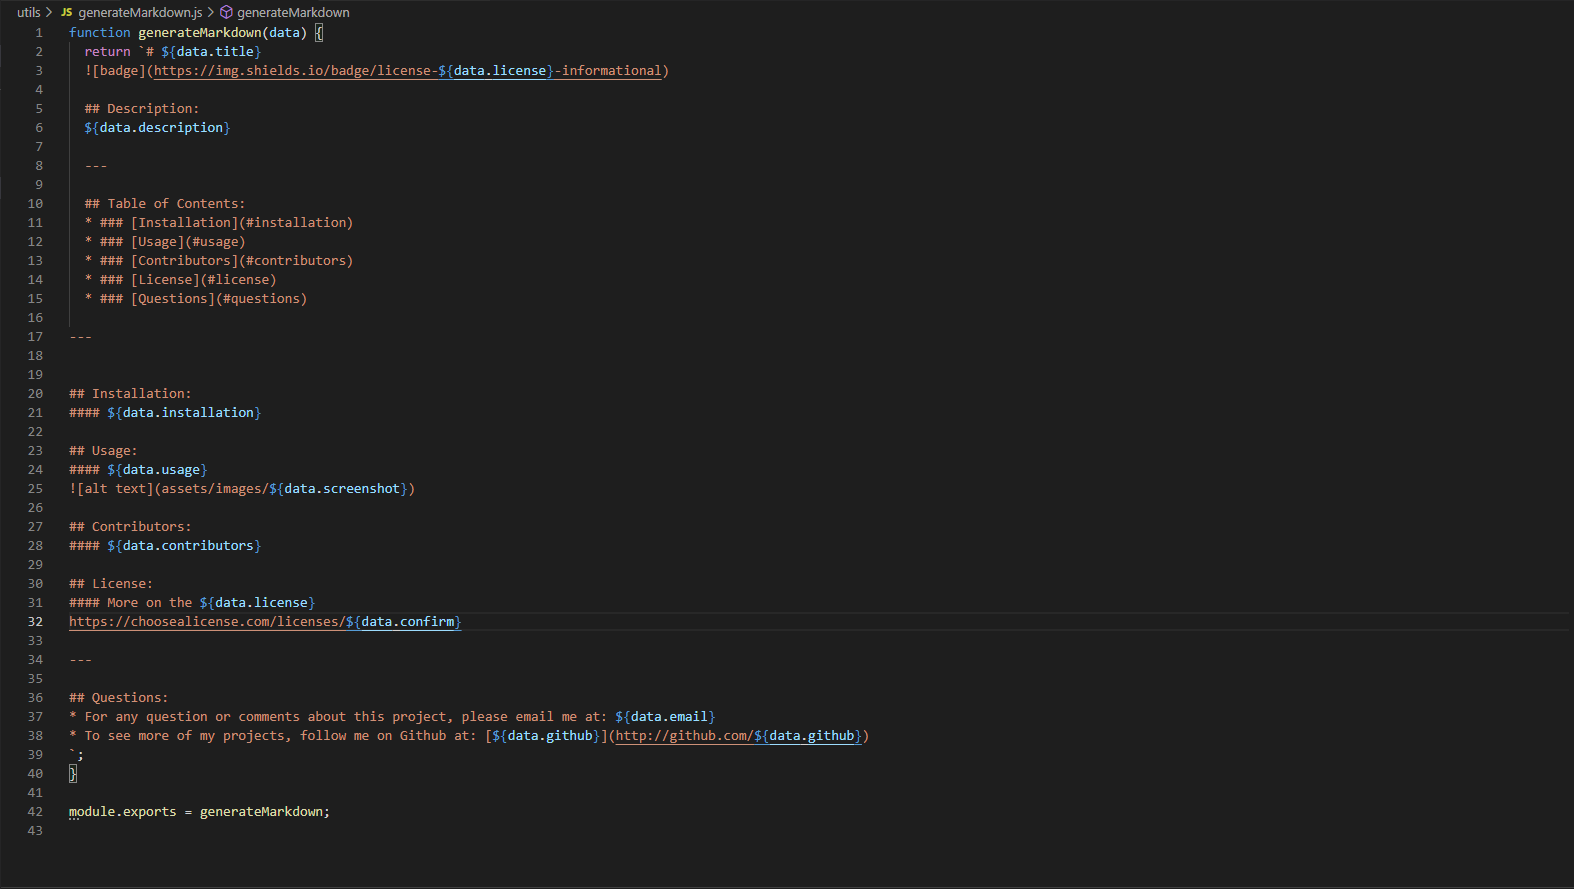 utils > JS generateMarkdown.js > generateMarkdown
1 function generateMarkdown(data) {
2   return `# ${data.title}
3   ![badge](https://img.shields.io/badge/license-${data.license}-informational)
4
5   ## Description:
6   ${data.description}
7
8   ---
9
10   ## Table of Contents:
11   * ### [Installation](#installation)
12   * ### [Usage](#usage)
13   * ### [Contributors](#contributors)
14   * ### [License](#license)
15   * ### [Questions](#questions)
16
17 ---
18
19
20 ## Installation:
21 #### ${data.installation}
22
23 ## Usage:
24 #### ${data.usage}
25 ![alt text](assets/images/${data.screenshot})
26
27 ## Contributors:
28 #### ${data.contributors}
29
30 ## License:
31 #### More on the ${data.license}
32 https://choosealicense.com/licenses/${data.confirm}
33
34 ---
35
36 ## Questions:
37 * For any question or comments about this project, please email me at: ${data.email}
38 * To see more of my projects, follow me on Github at: [${data.github}](http://github.com/${data.github})
39 `;
40 }
41
42 module.exports = generateMarkdown;
43